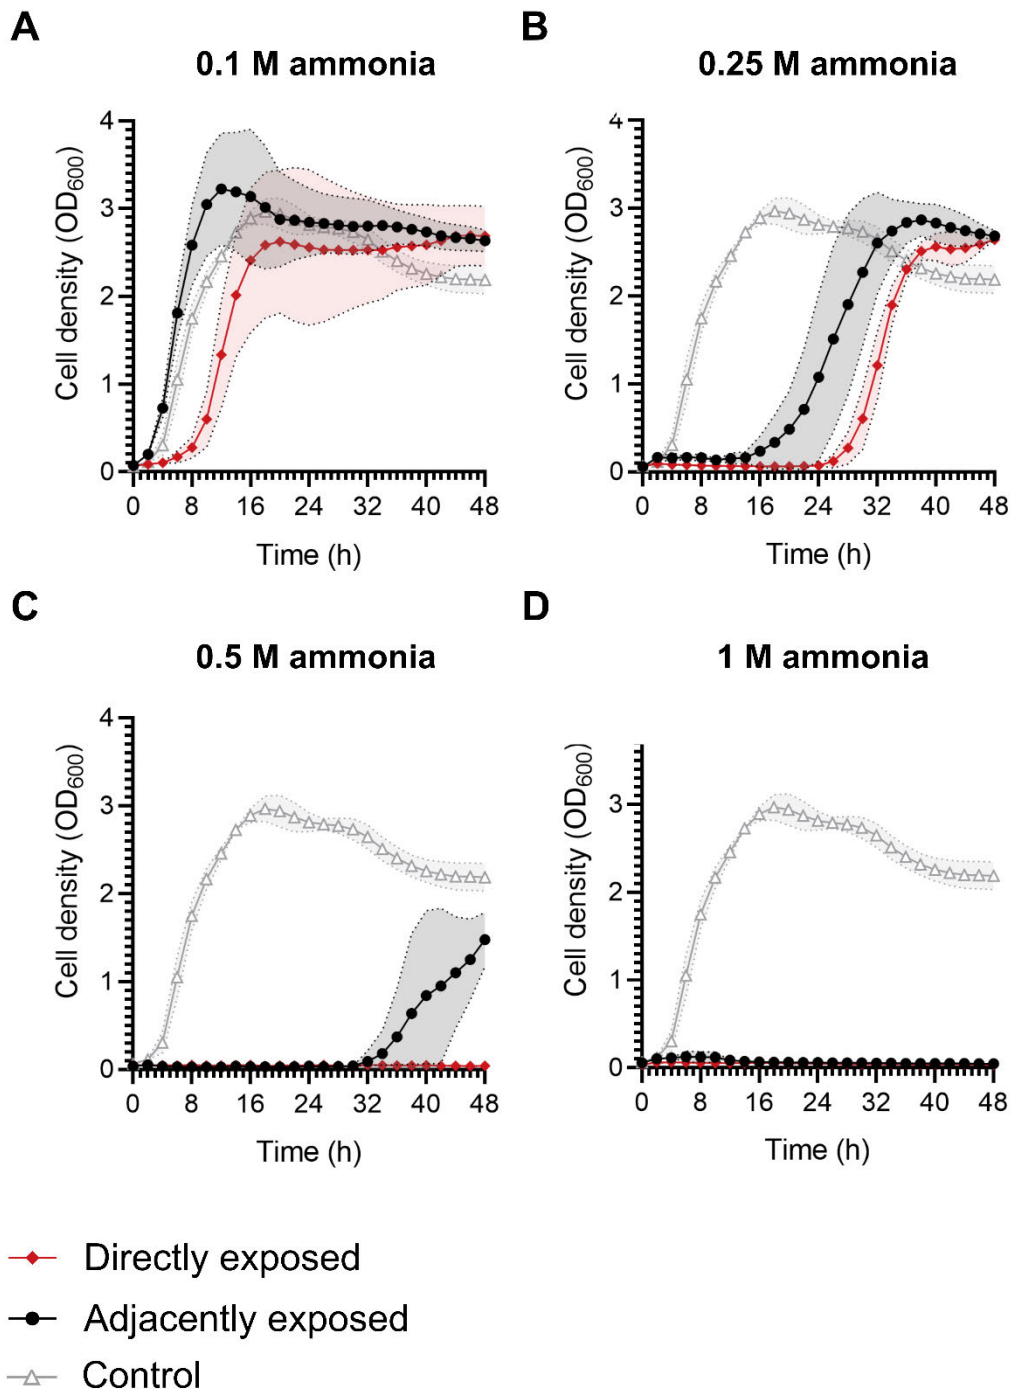 A
0.1 M ammonia
Cell density (OD600)
4
3
2
1
0
0 8 16 24 32 40 48
Time (h)
B
0.25 M ammonia
Cell density (OD600)
4
3
2
1
0
0 8 16 24 32 40 48
Time (h)
C
0.5 M ammonia
Cell density (OD600)
4
3
2
1
0
0 8 16 24 32 40 48
Time (h)
D
1 M ammonia
Cell density (OD600)
3
2
1
0
0 8 16 24 32 40 48
Time (h)
Directly exposed
Adjacently exposed
Control